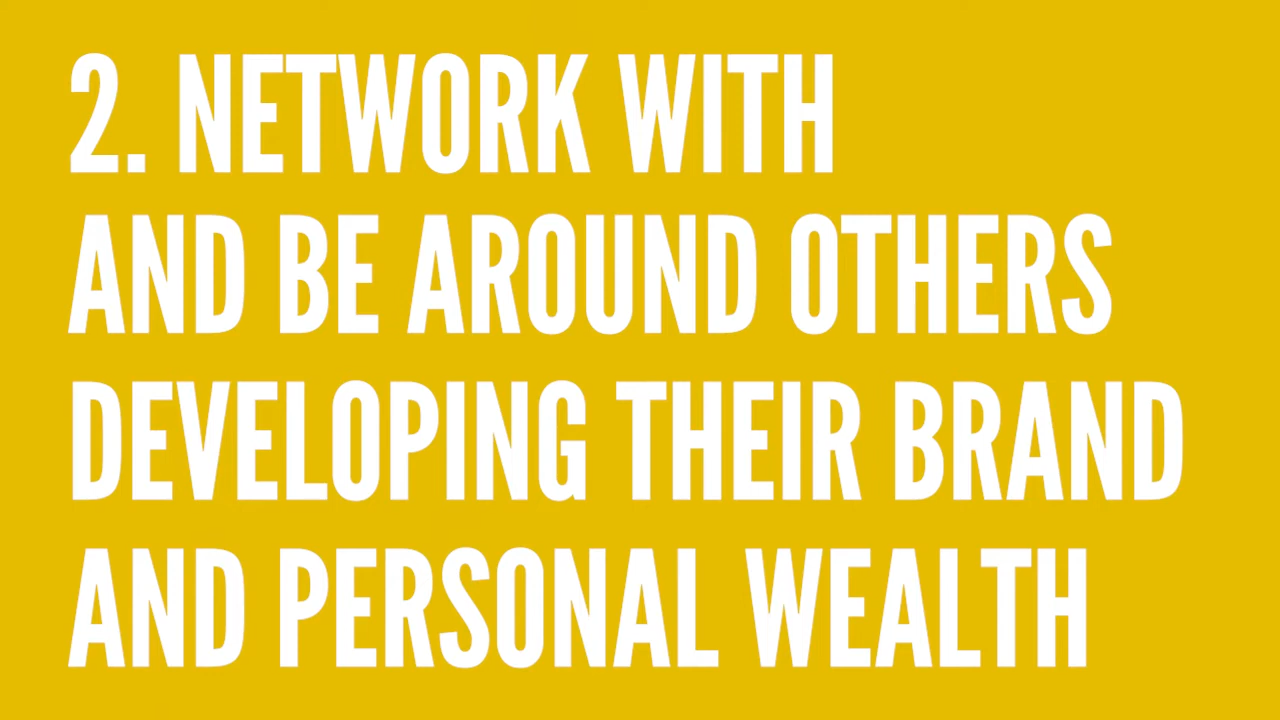 2. NETWORK WITH
AND BE AROUND OTHERS
DEVELOPING THEIR BRAND
AND PERSONAL WEALTH